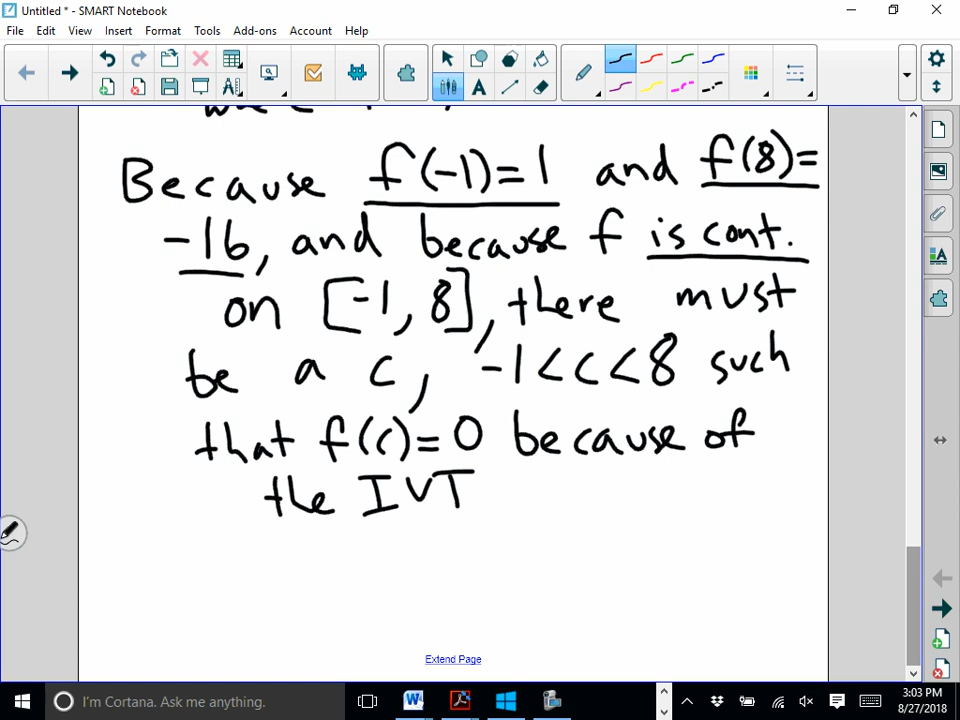 Untitled * - SMART Notebook
File Edit View Insert Format Tools Add-ons Account Help
Because f(-1)=1 and f(8)=
-16, and because f is cont.
on [-1, 8], there must
be a c, -1<c<8 such
that f(c)=0 because of
the IVT
Extend Page
I'm Cortana. Ask me anything.
3:03 PM
8/27/2018